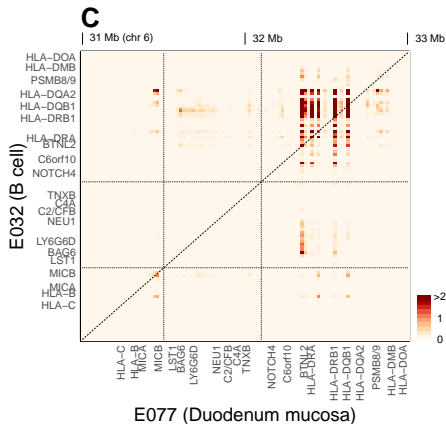 C
31 Mb (chr 6)
32 Mb
33 Mb
E032 (B cell)
HLA−DOA
HLA−DMB
PSMB8/9
HLA−DQA2
HLA−DQB1
HLA−DRB1
HLA−DRA
BTNL2
C6orf10
NOTCH4
TNXB
C4A
C2/CFB
NEU1
LY6G6D
BAG6
LST1
MICB
MICA
HLA−B
HLA−C
>2
1
0
HLA−C
HLA−B
MICA
MICB
LST1
BAG6
LY6G6D
NEU1
C2/CFB
C4A
TNXB
NOTCH4
C6orf10
BTNL2
HLA−DRA
HLA−DRB1
HLA−DQB1
HLA−DQA2
PSMB8/9
HLA−DMB
HLA−DOA
E077 (Duodenum mucosa)